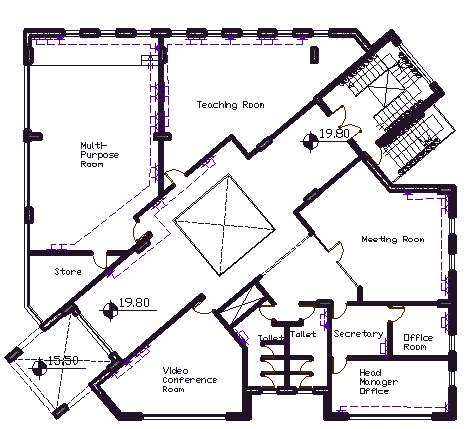 Teaching Room
19.80
Multi-
Purpose
Room
Meeting Room
Store
19.80
Toilet
Toilet
Secretary
Office
Room
15.50
Video
Conference
Room
Head
Manager
Office